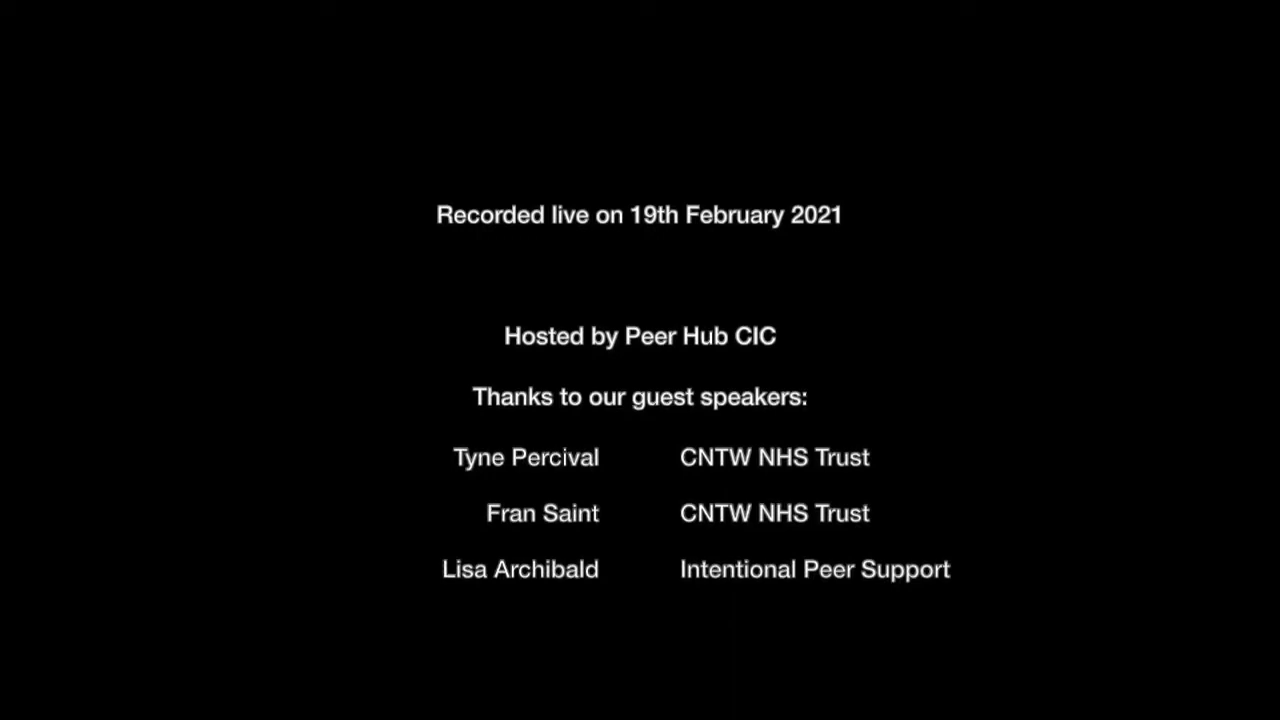 Recorded live on 19th February 2021
Hosted by Peer Hub CIC
Thanks to our guest speakers:
Tyne Percival CNTW NHS Trust
Fran Saint CNTW NHS Trust
Lisa Archibald Intentional Peer Support